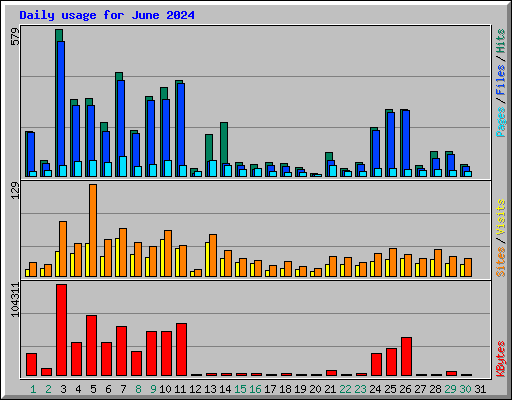 Daily usage for June 2024
579
Pages / Files / Hits
129
Sites / Visits
104311
KBytes
1 2 3 4 5 6 7 8 9 10 11 12 13 14 15 16 17 18 19 20 21 22 23 24 25 26 27 28 29 30 31